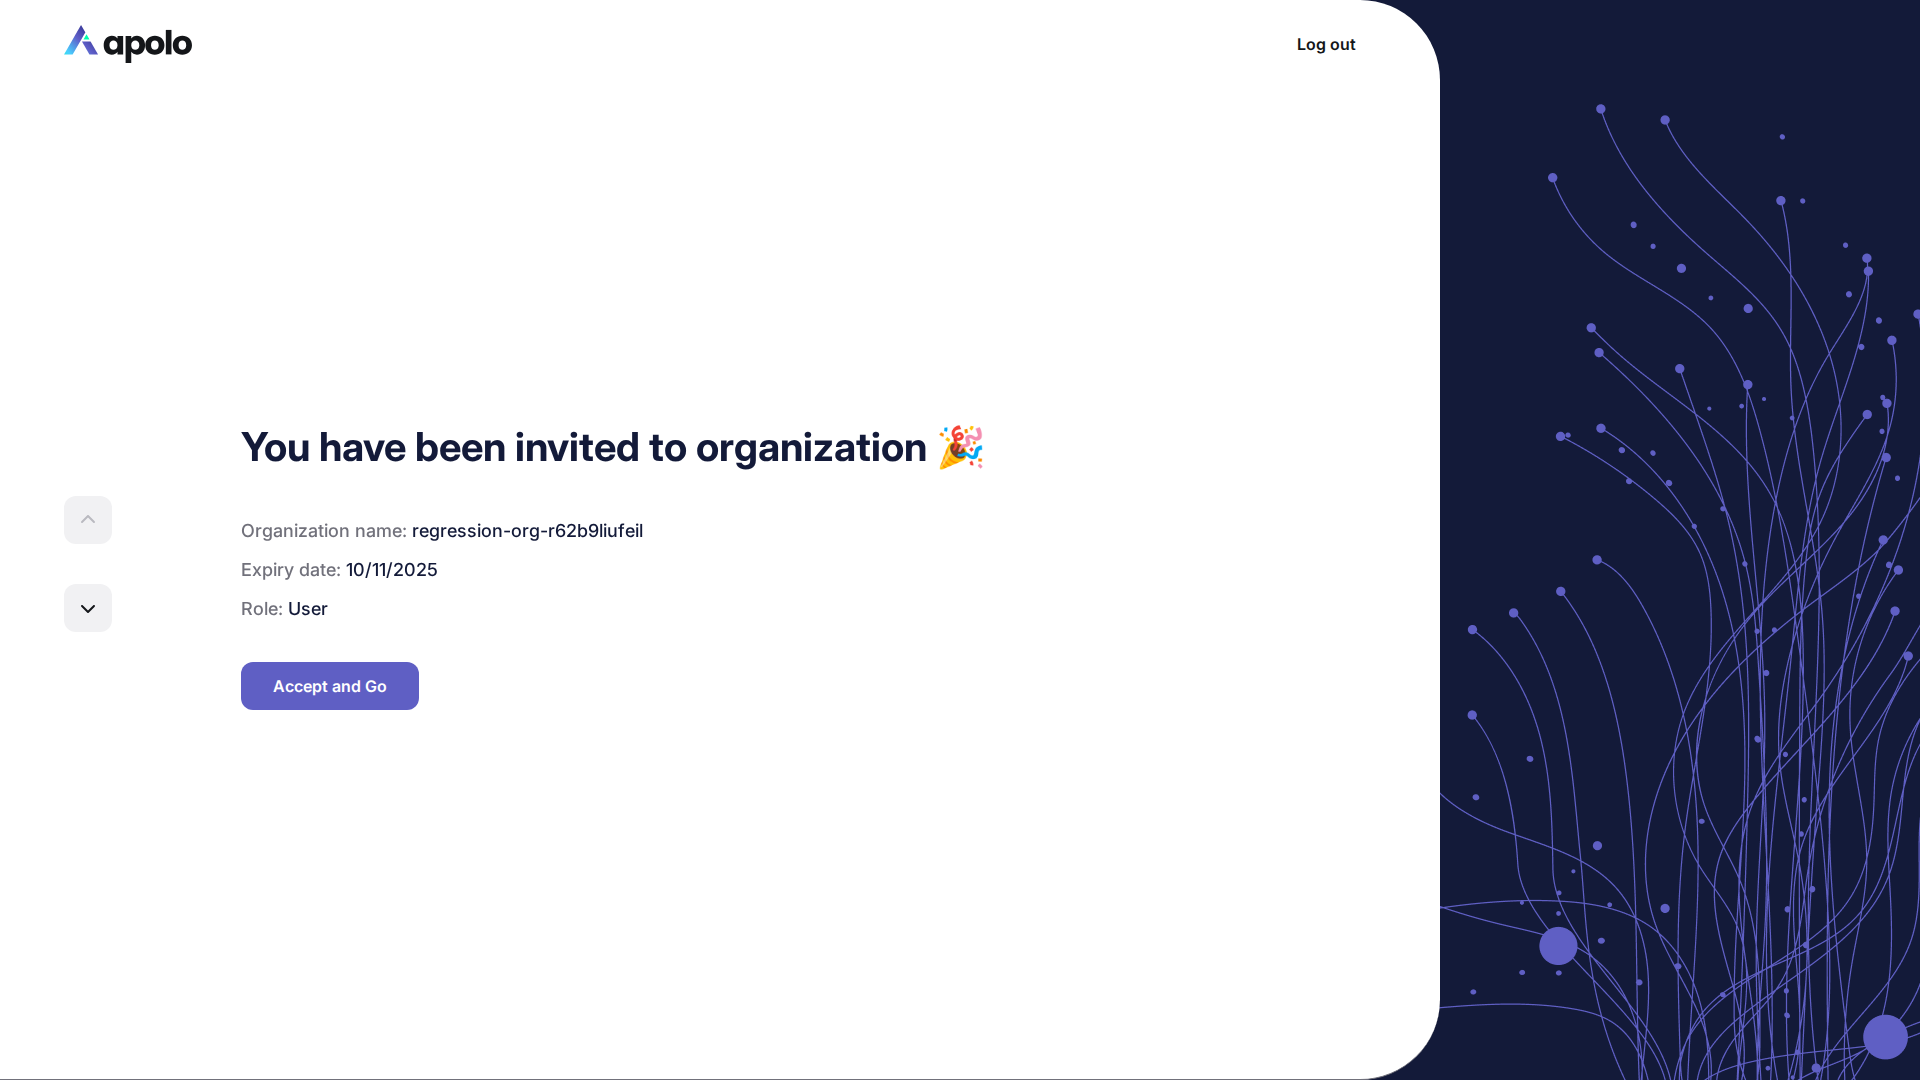 apolo
Log out
You have been invited to organization 🎉
Organization name: regression-org-r62b9liufeil
Expiry date: 10/11/2025
Role: User
Accept and Go